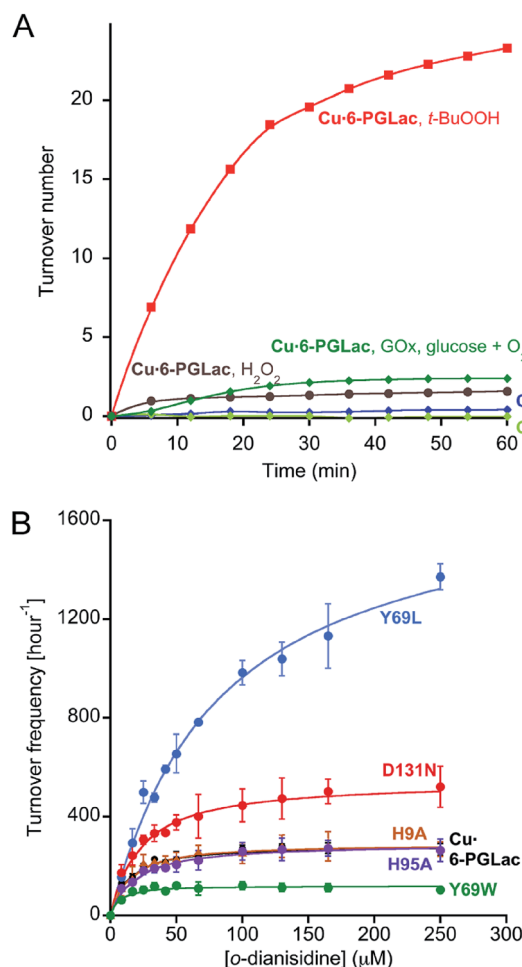 A
20
15
10
5
0
Turnover number
Cu·6-PGLac, t-BuOOH
Cu·6-PGLac, GOx, glucose + O2
Cu·6-PGLac, H2O2
C
C
0 10 20 30 40 50 60
Time (min)
B
1600
1200
800
400
0
Turnover frequency [hour-1]
Y69L
D131N
H9A
Cu·
6-PGLac
H95A
Y69W
0 50 100 150 200 250 300
[o-dianisidine] (μM)